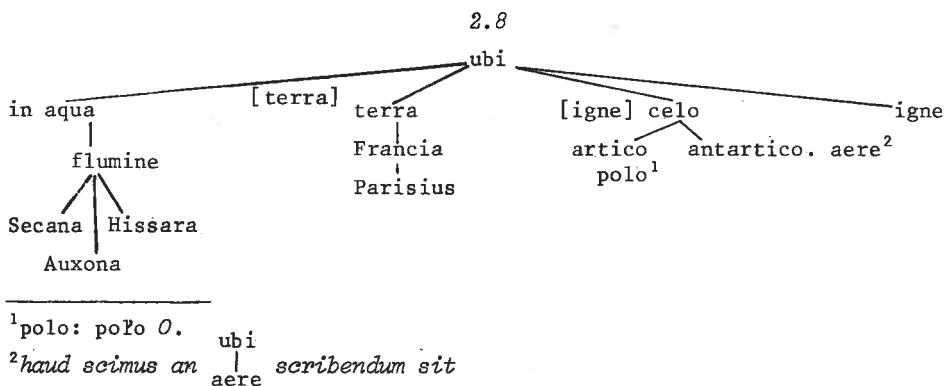 2.8
ubi
in aqua [terra] terra [igne] celo igne
flumine Francia artico antartico. aere²
Parisius polo¹
Secana Hissara
Auxona
¹polo: polo O.
²haud scimus an ubi scribendum sit
aere